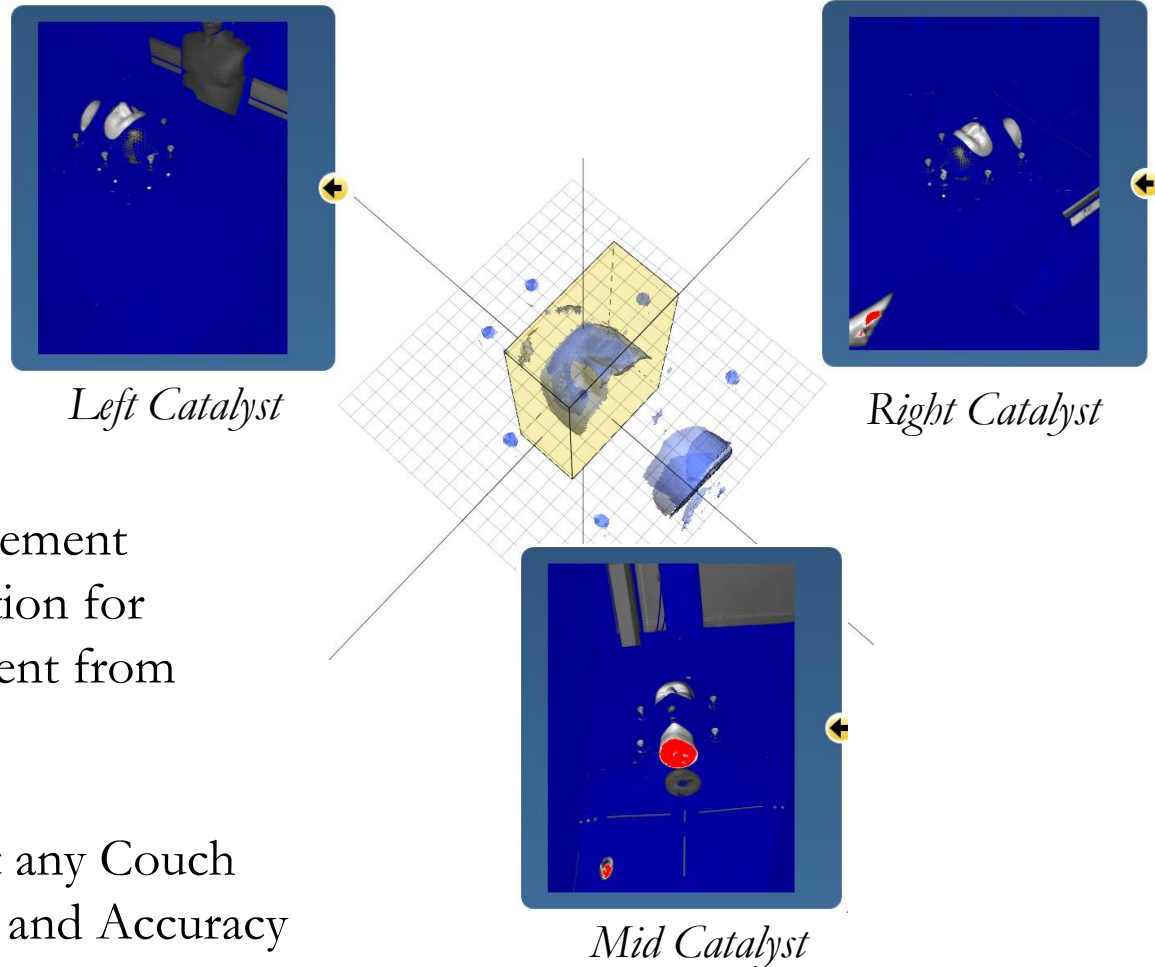 Left Catalyst
Right Catalyst
ement
tion for
ent from
any Couch
and Accuracy
Mid Catalyst